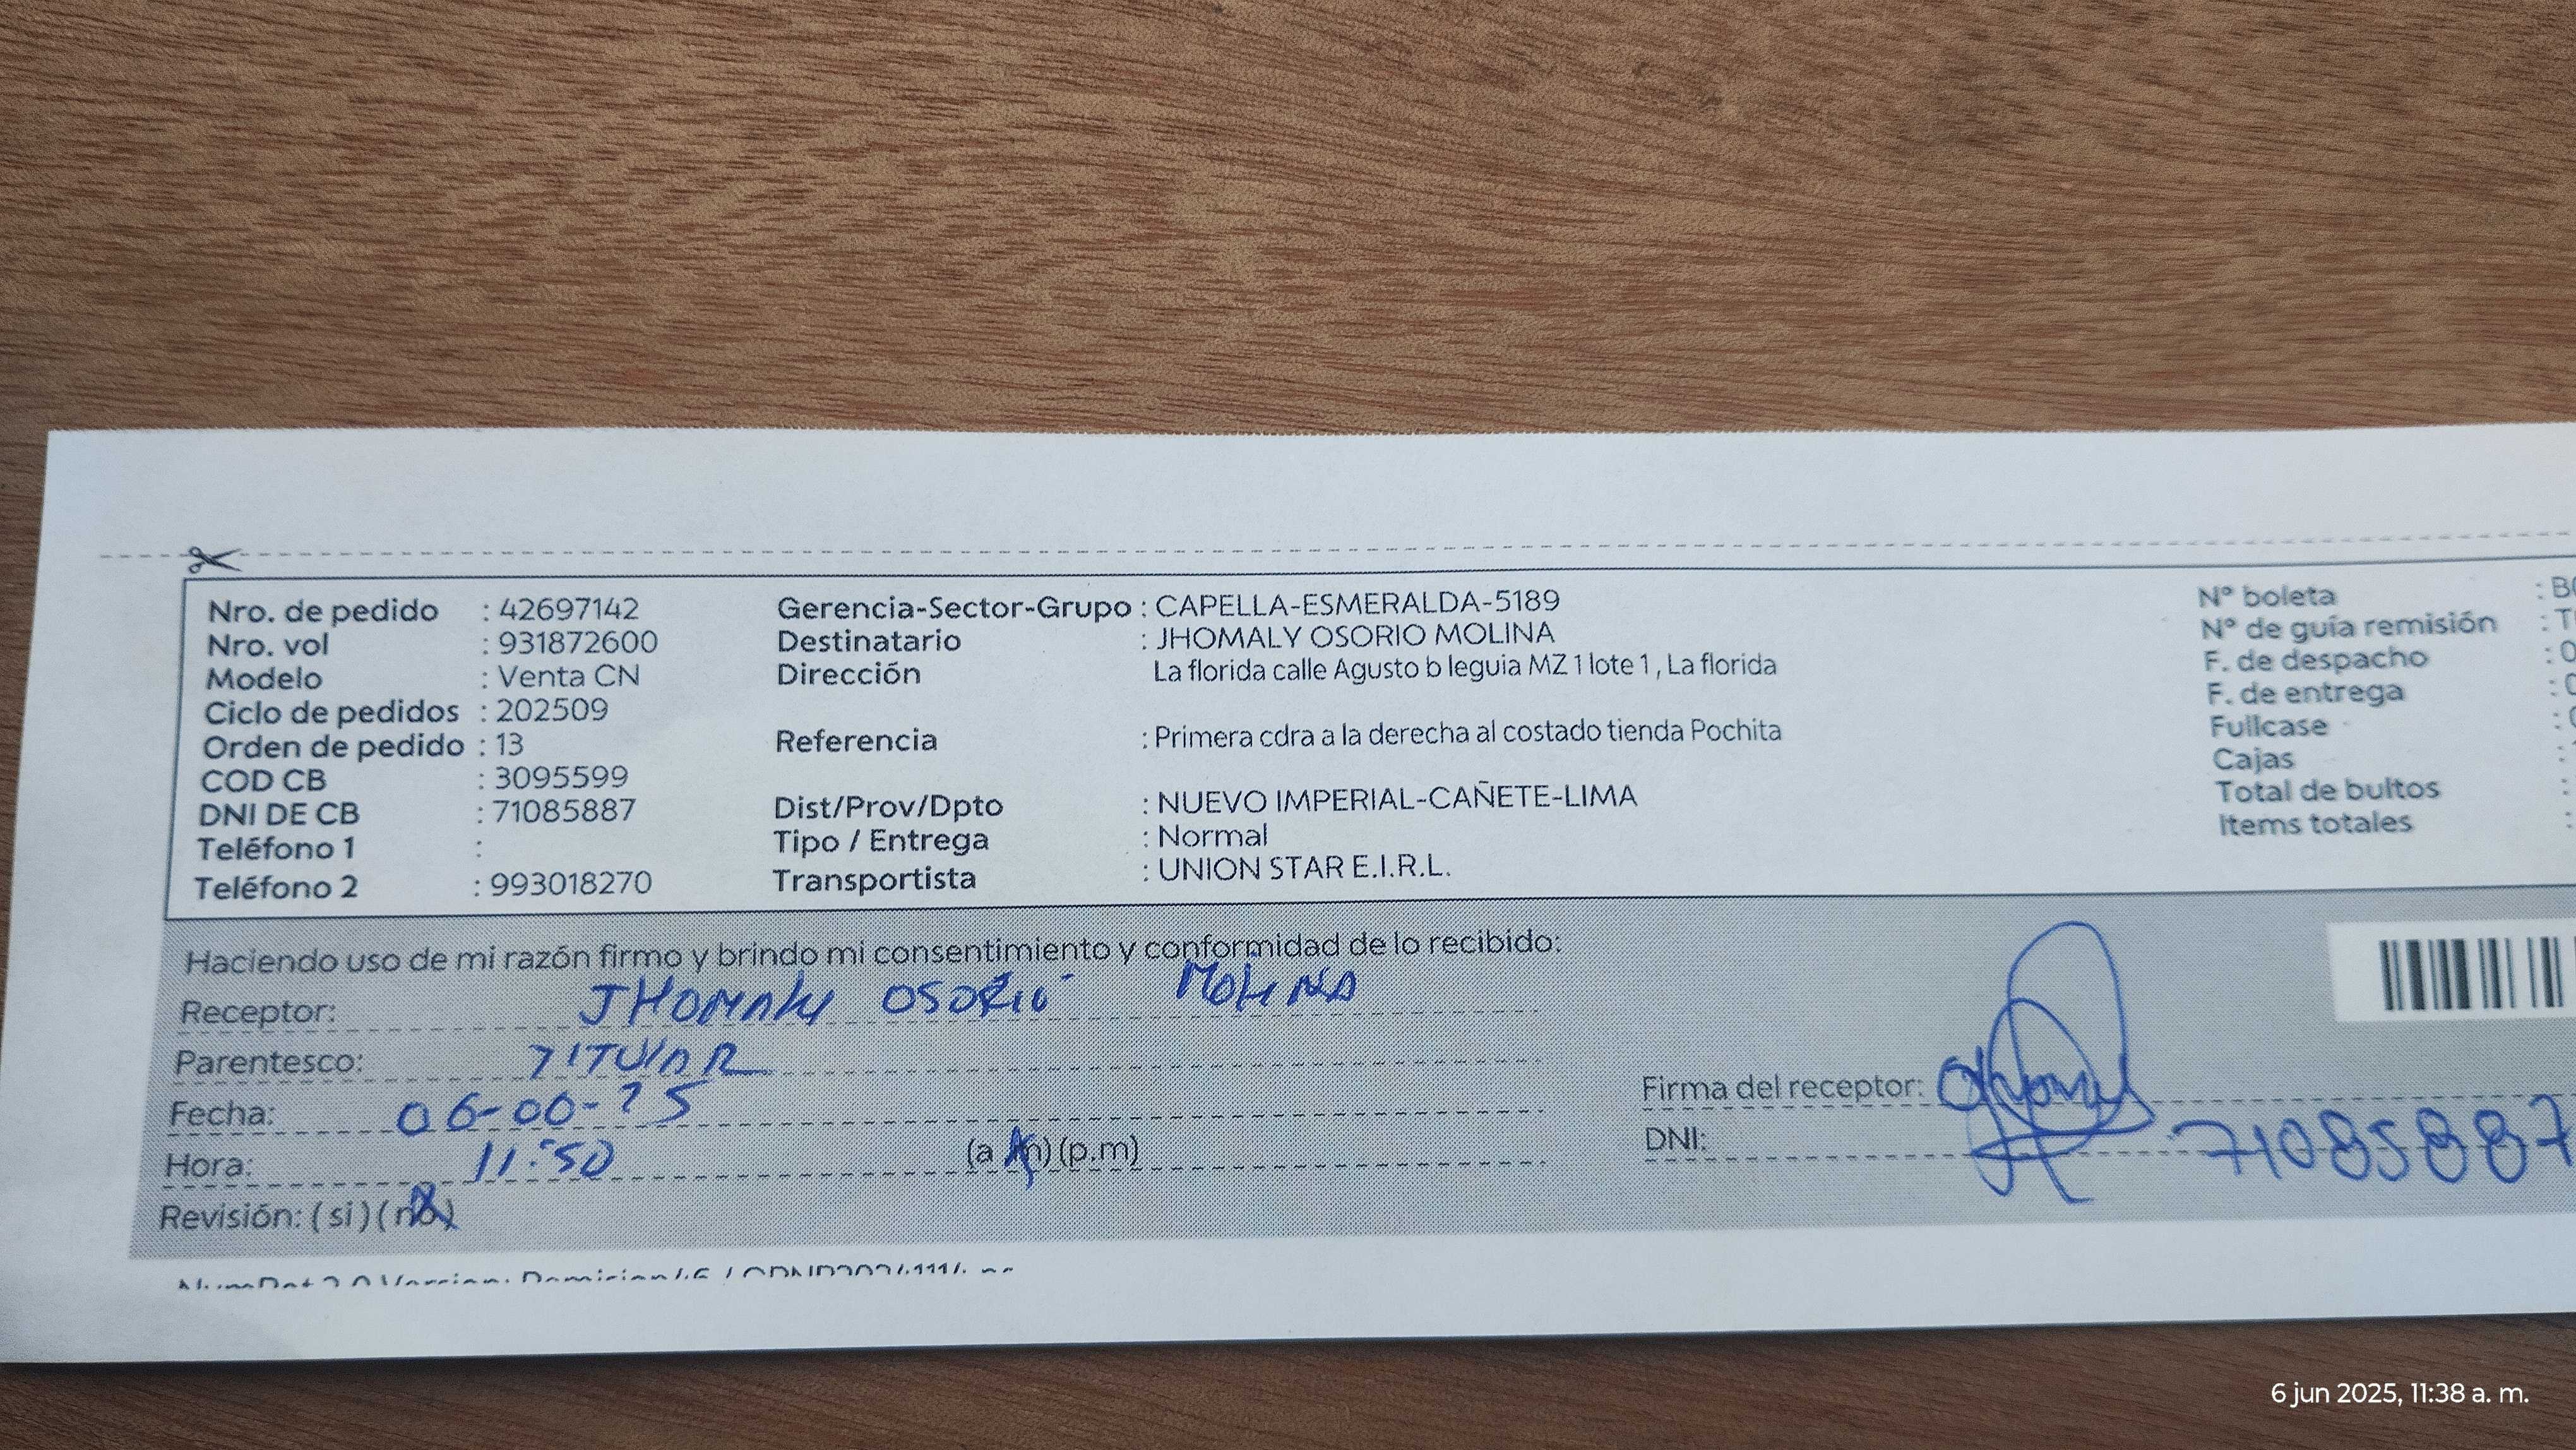 Nro. de pedido : 42697142
Nro. vol : 931872600
Modelo : Venta CN
Ciclo de pedidos : 202509
Orden de pedido : 13
COD CB : 3095599
DNI DE CB : 71085887
Teléfono 1 :
Teléfono 2 : 993018270
Gerencia-Sector-Grupo : CAPELLA-ESMERALDA-5189
Destinatario : JHOMALY OSORIO MOLINA
Dirección La florida calle Agusto b leguia MZ 1 lote 1, La florida
Referencia : Primera cdra a la derecha al costado tienda Pochita
Dist/Prov/Dpto : NUEVO IMPERIAL-CAÑETE-LIMA
Tipo / Entrega : Normal
Transportista : UNION STAR E.I.R.L.
N° boleta :
N° de guía remisión :
F. de despacho :
F. de entrega :
Fullcase :
Cajas :
Total de bultos :
Items totales :
Haciendo uso de mi razón firmo y brindo mi consentimiento y conformidad de lo recibido:
Receptor: JHOMALY OSORIO MOLINA
Parentesco: TITULAR
Fecha:
Hora: 11:50 (a.m) (p.m)
Revisión: (si) (no)
Firma del receptor:
DNI: 71085887
6 jun 2025, 11:38 a. m.